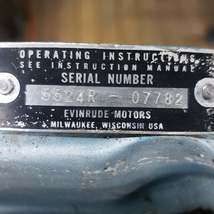 OPERATING INSTRUCTIONS
SEE INSTRUCTION MANUAL
SERIAL NUMBER
5524R - 07782
EVINRUDE MOTORS
MILWAUKEE, WISCONSIN USA